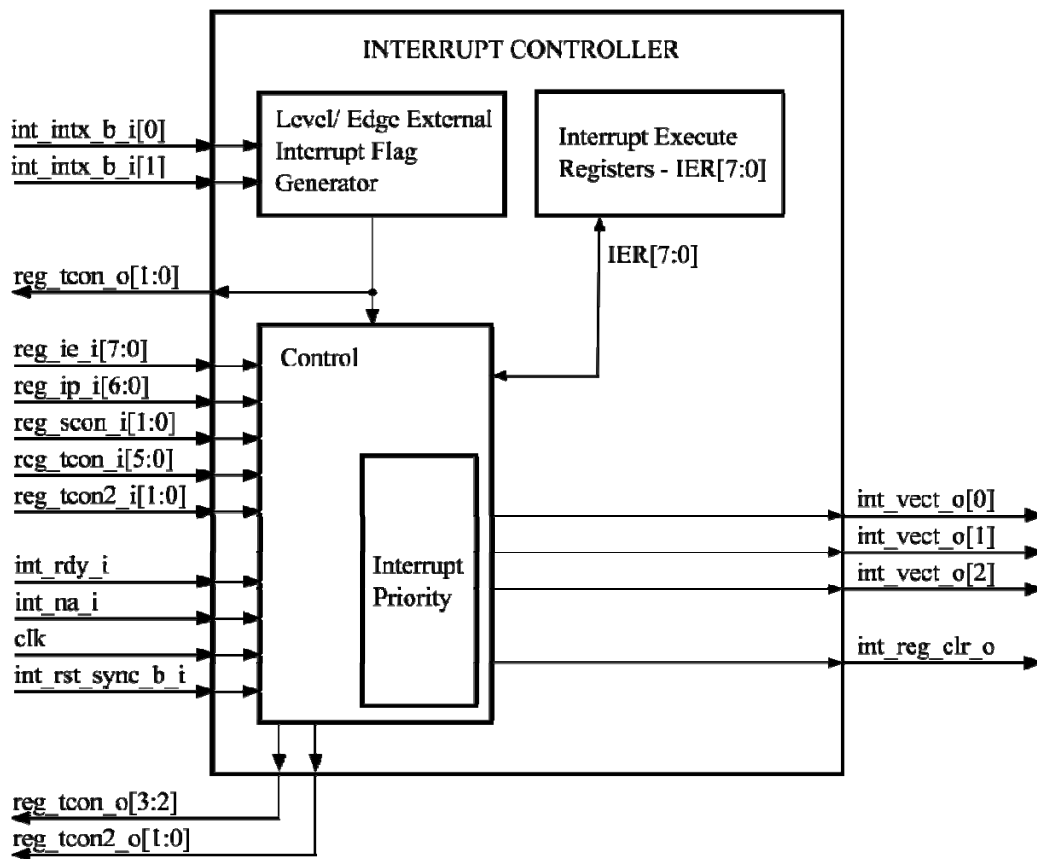 INTERRUPT CONTROLLER
int_intx_b_i[0]
int_intx_b_i[1]
Level/ Edge External
Interrupt Flag
Generator
Interrupt Execute
Registers - IER[7:0]
IER[7:0]
reg_tcon_o[1:0]
reg_ie_i[7:0]
reg_ip_i[6:0]
reg_scon_i[1:0]
reg_tcon_i[5:0]
reg_tcon2_i[1:0]
int_rdy_i
int_na_i
clk
int_rst_sync_b_i
Control
Interrupt
Priority
int_vect_o[0]
int_vect_o[1]
int_vect_o[2]
int_reg_clr_o
reg_tcon_o[3:2]
reg_tcon2_o[1:0]